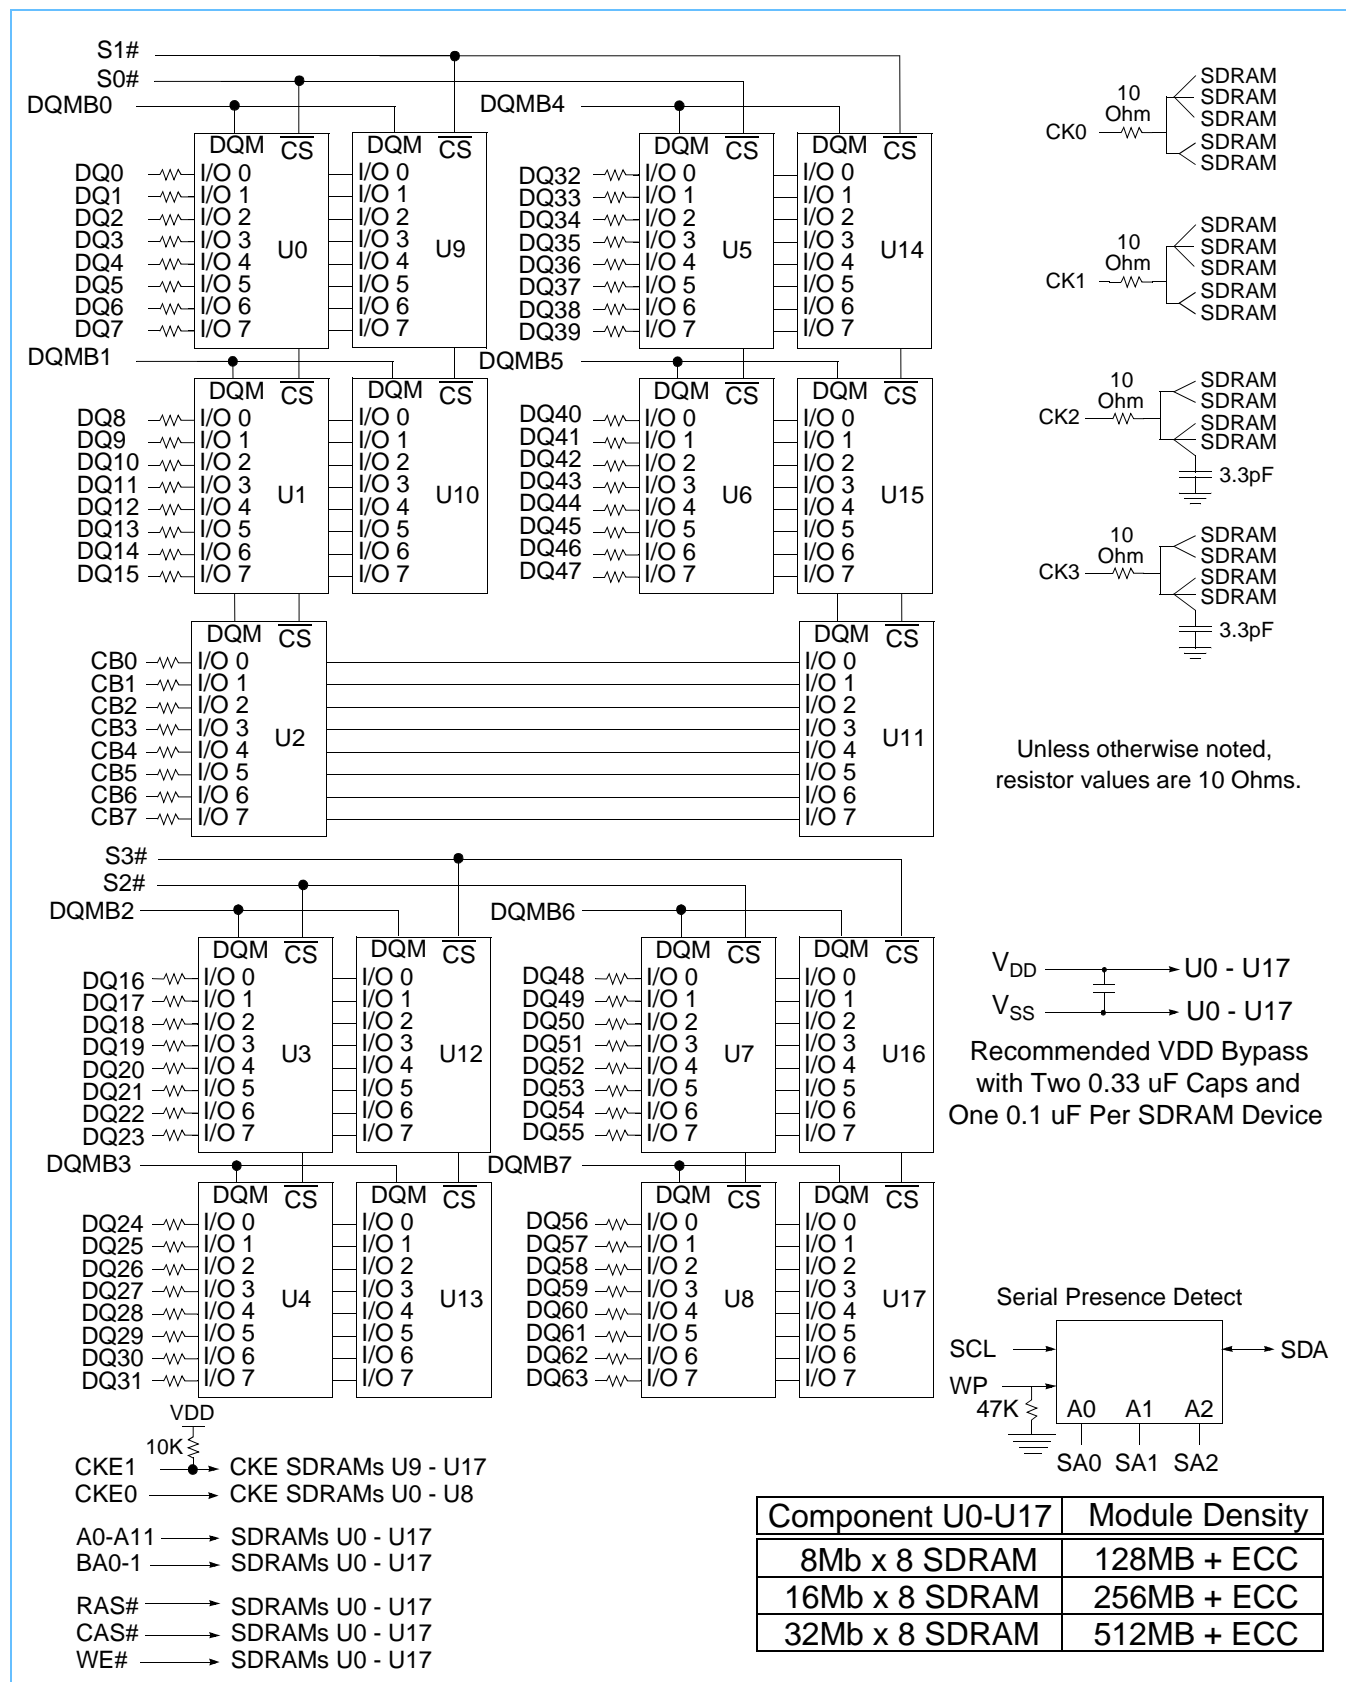 S1#
S0#
DQMB0
DQMB4
DQM CS
CS
DQM CS
CS
DQ0 I/O 0 I/O 0
DQ1 I/O 1 I/O 1
DQ2 I/O 2 I/O 2
DQ3 I/O 3 I/O 3
DQ4 I/O 4 I/O 4
DQ5 I/O 5 I/O 5
DQ6 I/O 6 I/O 6
DQ7 I/O 7 I/O 7
U0 U9
DQ32 I/O 0 I/O 0
DQ33 I/O 1 I/O 1
DQ34 I/O 2 I/O 2
DQ35 I/O 3 I/O 3
DQ36 I/O 4 I/O 4
DQ37 I/O 5 I/O 5
DQ38 I/O 6 I/O 6
DQ39 I/O 7 I/O 7
U5 U14
DQMB1
DQMB5
DQM CS
DQM CS
DQM CS
DQM CS
DQ8 I/O 0 I/O 0
DQ9 I/O 1 I/O 1
DQ10 I/O 2 I/O 2
DQ11 I/O 3 I/O 3
DQ12 I/O 4 I/O 4
DQ13 I/O 5 I/O 5
DQ14 I/O 6 I/O 6
DQ15 I/O 7 I/O 7
U1 U10
DQ40 I/O 0 I/O 0
DQ41 I/O 1 I/O 1
DQ42 I/O 2 I/O 2
DQ43 I/O 3 I/O 3
DQ44 I/O 4 I/O 4
DQ45 I/O 5 I/O 5
DQ46 I/O 6 I/O 6
DQ47 I/O 7 I/O 7
U6 U15
DQM CS
DQM CS
CB0 I/O 0 I/O 0
CB1 I/O 1 I/O 1
CB2 I/O 2 I/O 2
CB3 I/O 3 I/O 3
CB4 I/O 4 I/O 4
CB5 I/O 5 I/O 5
CB6 I/O 6 I/O 6
CB7 I/O 7 I/O 7
U2 U11
S3#
S2#
DQMB2
DQMB6
DQM CS
DQM CS
DQM CS
DQM CS
DQ16 I/O 0 I/O 0
DQ17 I/O 1 I/O 1
DQ18 I/O 2 I/O 2
DQ19 I/O 3 I/O 3
DQ20 I/O 4 I/O 4
DQ21 I/O 5 I/O 5
DQ22 I/O 6 I/O 6
DQ23 I/O 7 I/O 7
U3 U12
DQ48 I/O 0 I/O 0
DQ49 I/O 1 I/O 1
DQ50 I/O 2 I/O 2
DQ51 I/O 3 I/O 3
DQ52 I/O 4 I/O 4
DQ53 I/O 5 I/O 5
DQ54 I/O 6 I/O 6
DQ55 I/O 7 I/O 7
U7 U16
DQMB3
DQMB7
DQM CS
DQM CS
DQM CS
DQM CS
DQ24 I/O 0 I/O 0
DQ25 I/O 1 I/O 1
DQ26 I/O 2 I/O 2
DQ27 I/O 3 I/O 3
DQ28 I/O 4 I/O 4
DQ29 I/O 5 I/O 5
DQ30 I/O 6 I/O 6
DQ31 I/O 7 I/O 7
U4 U13
DQ56 I/O 0 I/O 0
DQ57 I/O 1 I/O 1
DQ58 I/O 2 I/O 2
DQ59 I/O 3 I/O 3
DQ60 I/O 4 I/O 4
DQ61 I/O 5 I/O 5
DQ62 I/O 6 I/O 6
DQ63 I/O 7 I/O 7
U8 U17
VDD
10K
CKE1 CKE SDRAMs U9 - U17
CKE0 CKE SDRAMs U0 - U8
A0-A11 SDRAMs U0 - U17
BA0-1 SDRAMs U0 - U17
RAS# SDRAMs U0 - U17
CAS# SDRAMs U0 - U17
WE# SDRAMs U0 - U17
CK0
10
Ohm
SDRAM
SDRAM
SDRAM
SDRAM
SDRAM
CK1
10
Ohm
SDRAM
SDRAM
SDRAM
SDRAM
SDRAM
CK2
10
Ohm
SDRAM
SDRAM
SDRAM
SDRAM
3.3pF
CK3
10
Ohm
SDRAM
SDRAM
SDRAM
SDRAM
3.3pF
Unless otherwise noted,
resistor values are 10 Ohms.
VDD U0 - U17
VSS U0 - U17
Recommended VDD Bypass
with Two 0.33 uF Caps and
One 0.1 uF Per SDRAM Device
Serial Presence Detect
SCL
SDA
WP
47K
A0 A1 A2
SA0 SA1 SA2
Component U0-U17 Module Density
8Mb x 8 SDRAM 128MB + ECC
16Mb x 8 SDRAM 256MB + ECC
32Mb x 8 SDRAM 512MB + ECC